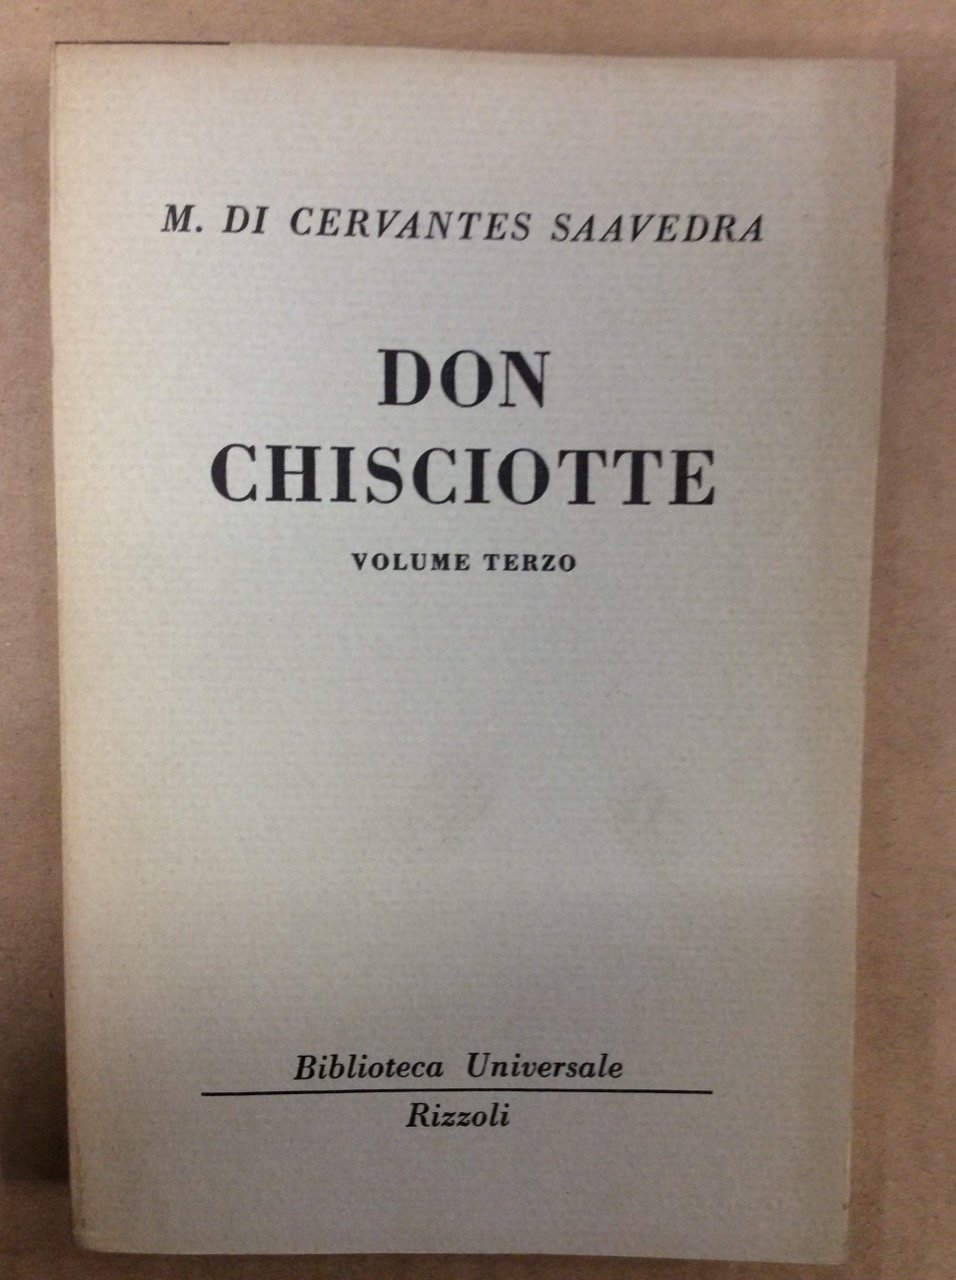 M. DI CERVANTES SAAVEDRA
DON
CHISCIOTTE
VOLUME TERZO
Biblioteca Universale
Rizzoli